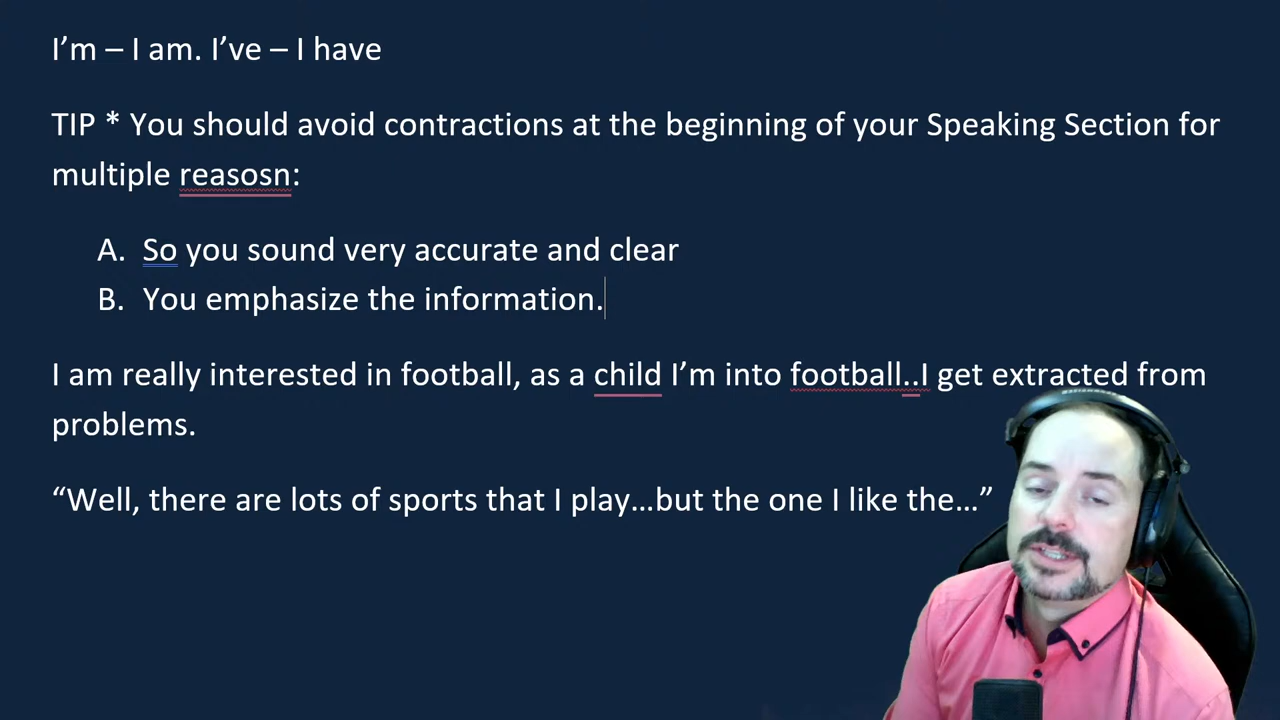 I’m – I am. I’ve – I have
TIP * You should avoid contractions at the beginning of your Speaking Section for
multiple reasosn:
A. So you sound very accurate and clear
B. You emphasize the information.
I am really interested in football, as a child I’m into football..I get extracted from
problems.
“Well, there are lots of sports that I play…but the one I like the…”